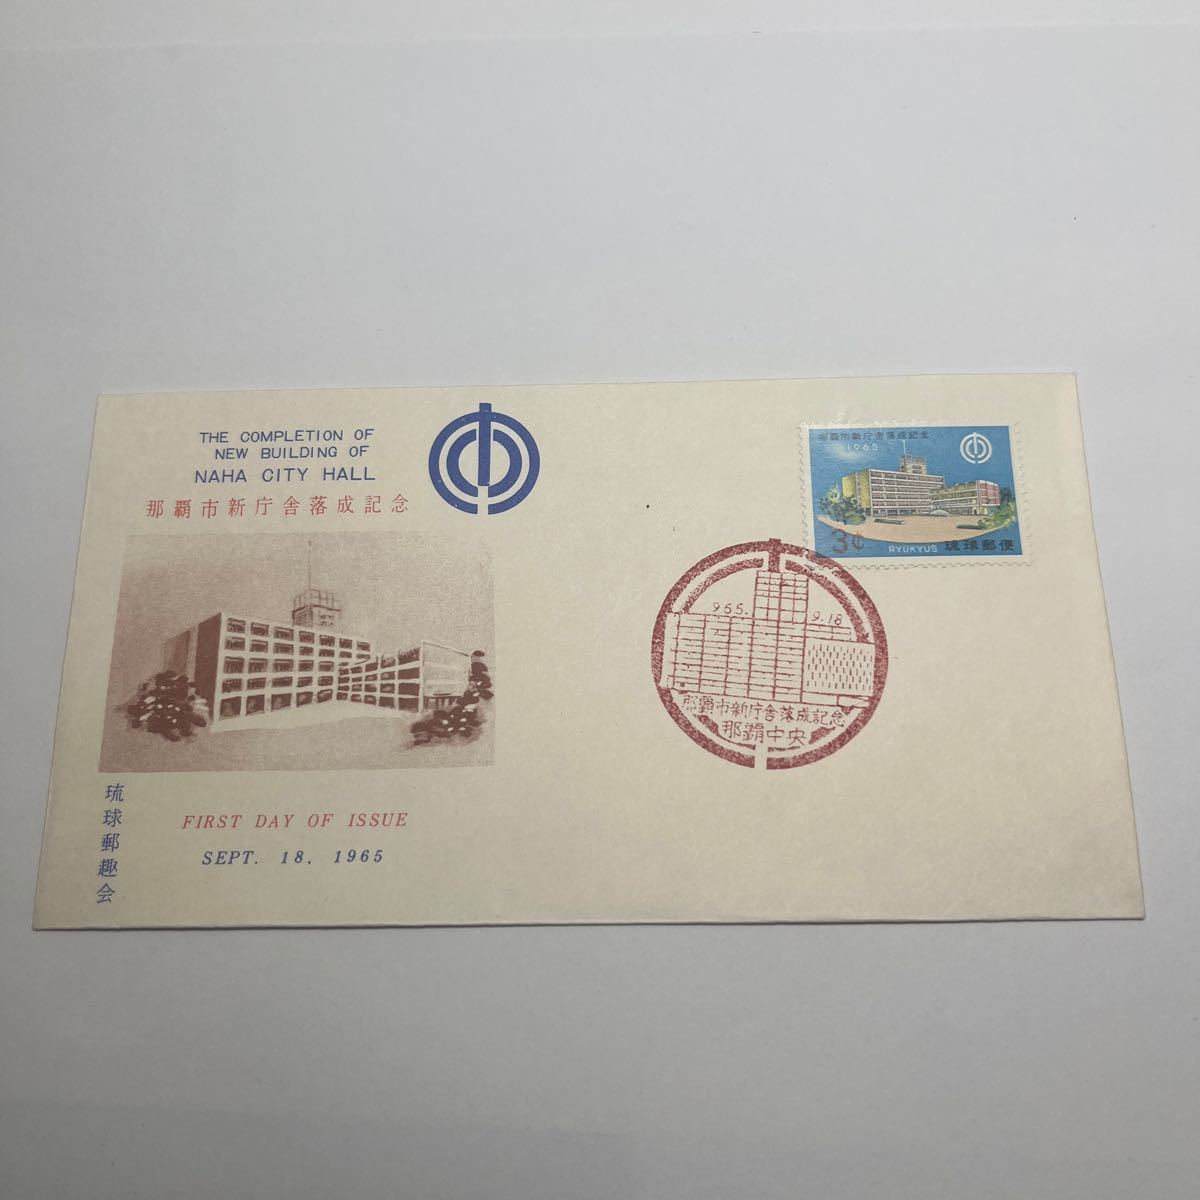 THE COMPLETION OF
NEW BUILDING OF
NAHA CITY HALL
那覇市新庁舎落成記念
琉球郵趣会
FIRST DAY OF ISSUE
SEPT. 18, 1965
那覇市新庁舎落成記念
1965
3¢
RYUKYUS 琉球郵便
965. 9.18
那覇市新庁舎落成記念
那覇中央